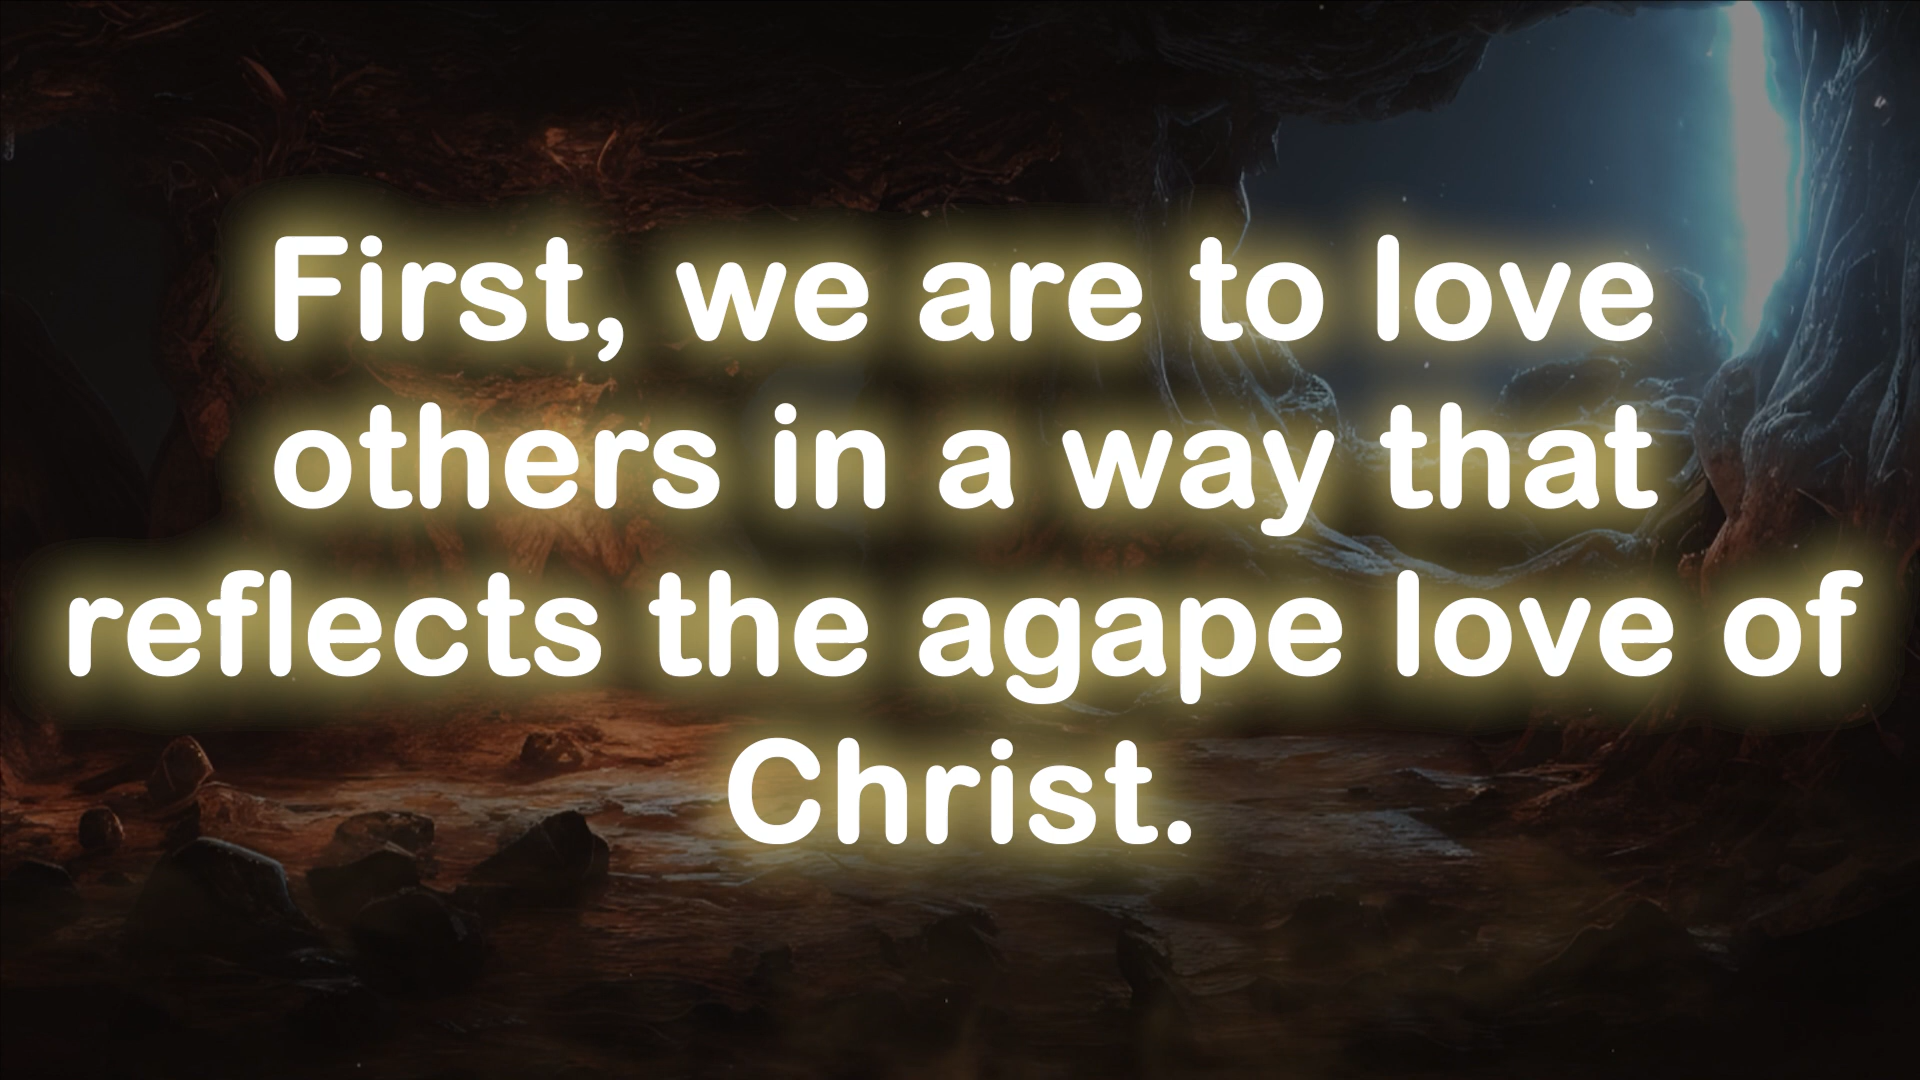 First, we are to love
others in a way that
reflects the agape love of
Christ.